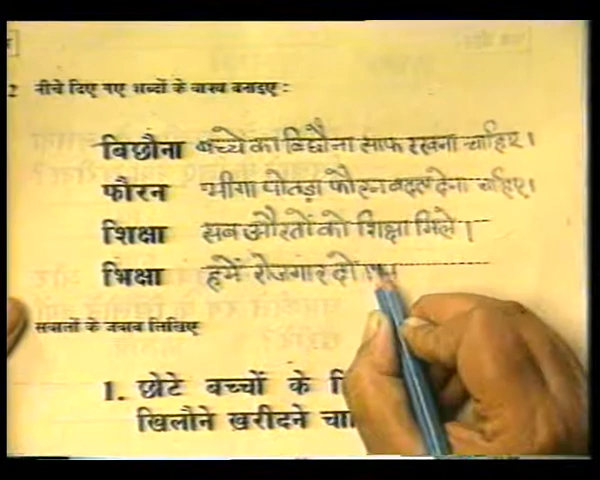 2 नीचे दिए गए शब्दों के वाक्य बनाइए :
बिछौना बच्चे का बिछौना साफ रखना चाहिए।
फौरन भीगा पोतड़ा फौरन बदल देना चाहिए।
शिक्षा सब औरतों को शिक्षा मिले।
भिक्षा हमें रोजगार दो।
सवालों के जवाब लिखिए
1. छोटे बच्चों के
खिलौने खरीदने